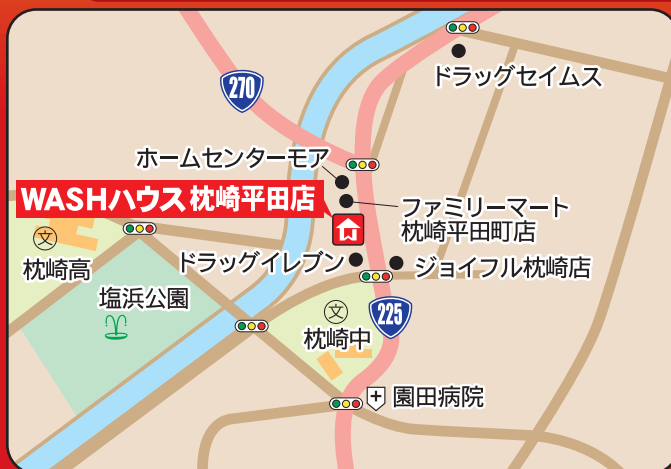 ドラッグセイムス
270
ホームセンターモア
WASHハウス 枕崎平田店
ファミリーマート
枕崎平田町店
文
枕崎高
ドラッグイレブン
ジョイフル枕崎店
塩浜公園
文
枕崎中
225
園田病院